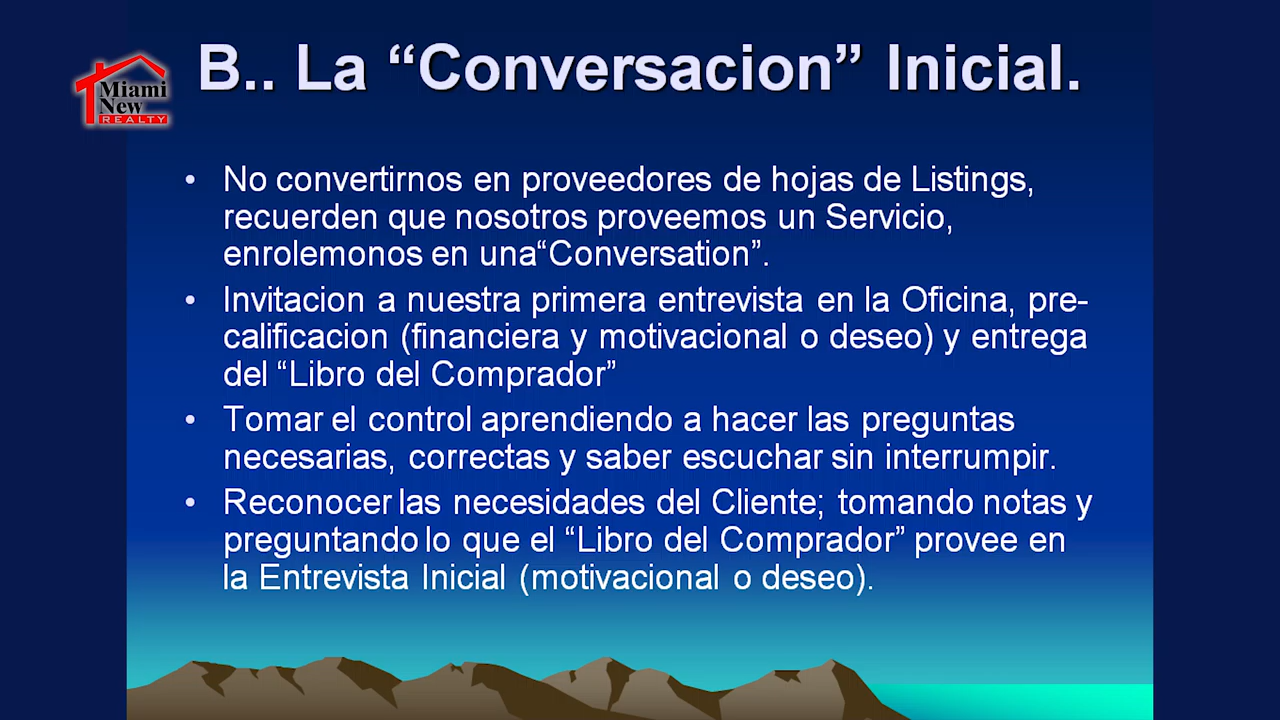 B.. La “Conversacion” Inicial.
Miami
New
REALTY
• No convertirnos en proveedores de hojas de Listings,
recuerden que nosotros proveemos un Servicio,
enrolemonos en una“Conversation”.
• Invitacion a nuestra primera entrevista en la Oficina, pre-
calificacion (financiera y motivacional o deseo) y entrega
del “Libro del Comprador”
• Tomar el control aprendiendo a hacer las preguntas
necesarias, correctas y saber escuchar sin interrumpir.
• Reconocer las necesidades del Cliente; tomando notas y
preguntando lo que el “Libro del Comprador” provee en
la Entrevista Inicial (motivacional o deseo).